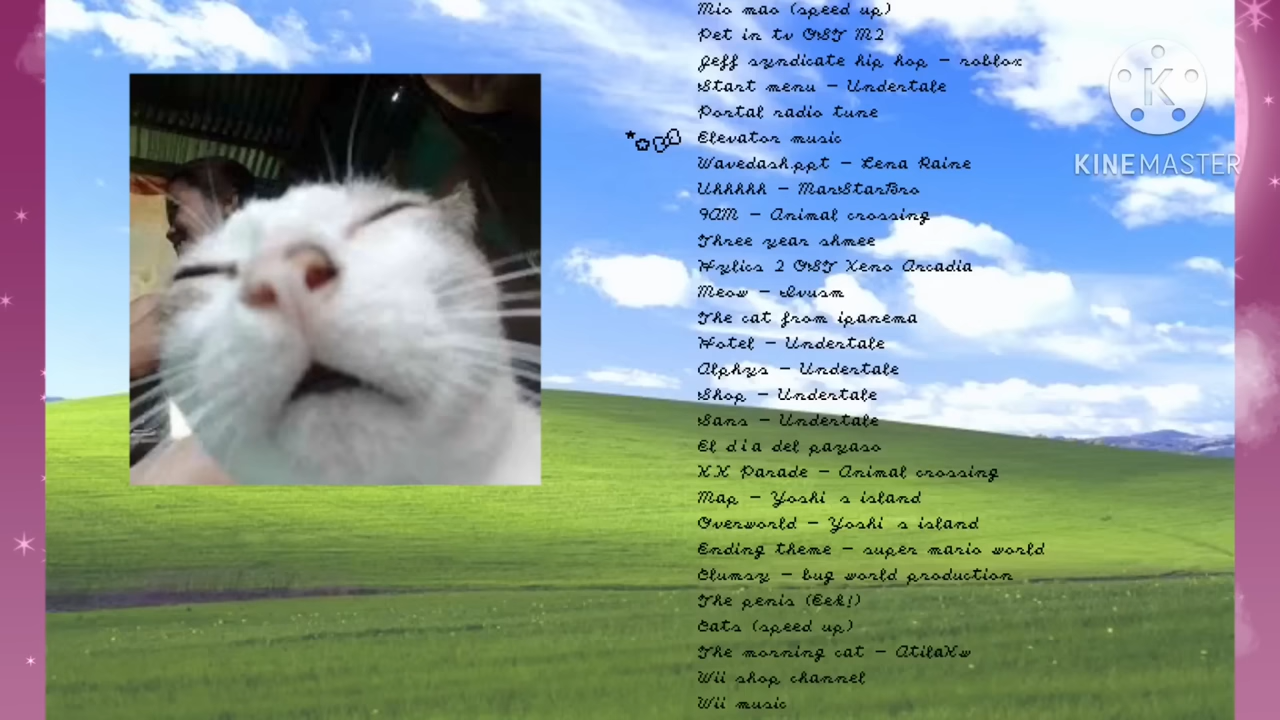 Mio mao (speed up)
Pet in tv OST M2
Jeff syndicate hip hop - roblox
Start menu - Undertale
Portal radio tune
Elevator music
Wavedash.ppt - Lena Raine
Uhhhhh - MarStarBro
9AM - Animal crossing
Three year shmee
Hylics 2 OST Xeno Arcadia
Meow - Ivusm
The cat from ipanema
Hotel - Undertale
Alphys - Undertale
Shop - Undertale
Sans - Undertale
El día del payaso
KK Parade - Animal crossing
Map - Yoshi s island
Overworld - Yoshi s island
Ending theme - super mario world
Clumsy - bug world production
The penis (Eek!)
Cats (speed up)
The morning cat - AtilaKw
Wii shop channel
Wii music
K
KINEMASTER